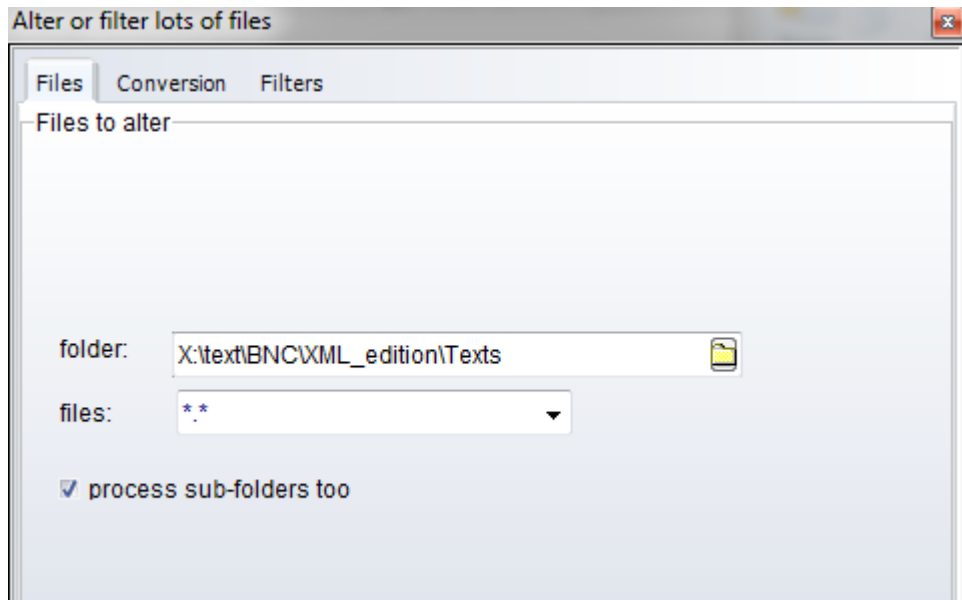 Alter or filter lots of files
Files Conversion Filters
Files to alter
folder: X:\text\BNC\XML_edition\Texts
files: *.*
process sub-folders too